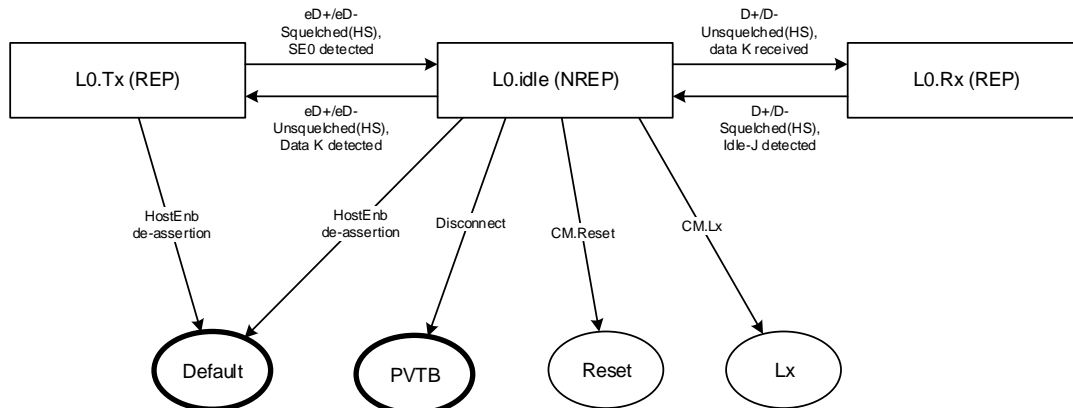 eD+/eD-
Squelched(HS),
SE0 detected
D+/D-
Unsquelched(HS),
data K received
L0.Tx (REP)
L0.idle (NREP)
L0.Rx (REP)
eD+/eD-
Unsquelched(HS),
Data K detected
D+/D-
Squelched(HS),
Idle-J detected
HostEnb
de-assertion
HostEnb
de-assertion
Disconnect
CM.Reset
CM.Lx
Default
PVTB
Reset
Lx